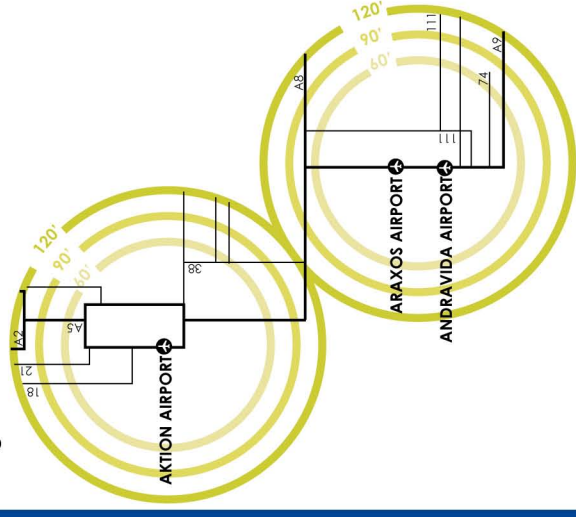 120'
90'
60'
111
A9
A8
74
111
ARAXOS AIRPORT
ANDRAVIDA AIRPORT
120'
90'
60'
38
A2
A5
21
18
AKTION AIRPORT